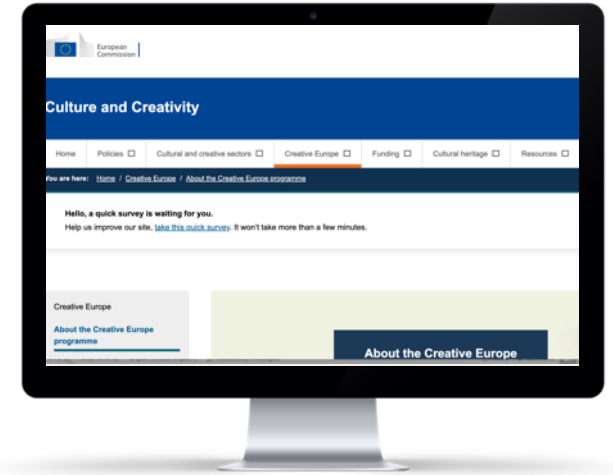 European
Commission
Culture and Creativity
Home Policies Cultural and creative sectors Creative Europe Funding Cultural heritage Resources
You are here: Home / Creative Europe / About the Creative Europe programme
Hello, a quick survey is waiting for you.
Help us improve our site, take this quick survey. It won't take more than a few minutes.
Creative Europe
About the Creative Europe
programme
About the Creative Europe